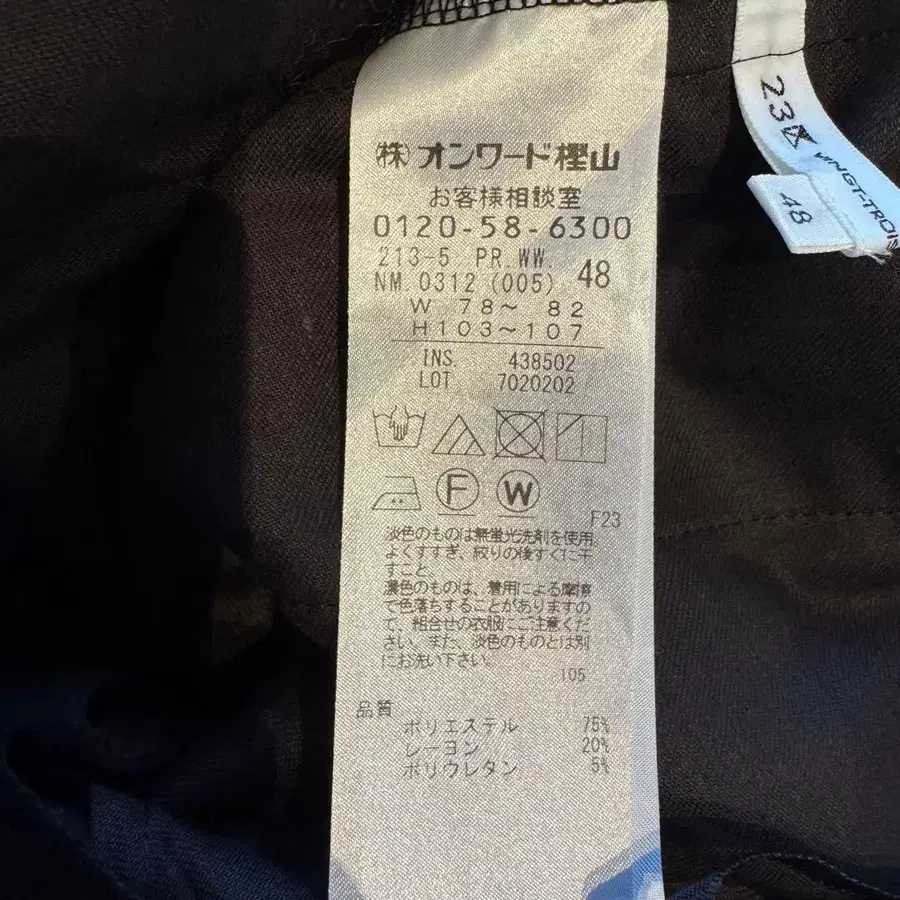 ㈱オンワード樫山
お客様相談室
0120-58-6300
213-5 PR.WW.
NM.0312(005) 48
W 78～ 82
H103～107
INS. 438502
LOT 7020202
F
W
F23
淡色のものは無蛍光洗剤を使用
よくすすぎ、絞りの後すぐに干
すこと。
濃色のものは、着用による摩擦
で色落ちすることがありますの
で、組合せの衣服にご注意くだ
さい。また、淡色のものとは別
にお洗い下さい。
105
品質
ポリエステル 75%
レーヨン 20%
ポリウレタン 5%
23区
VINGT-TROIS
48